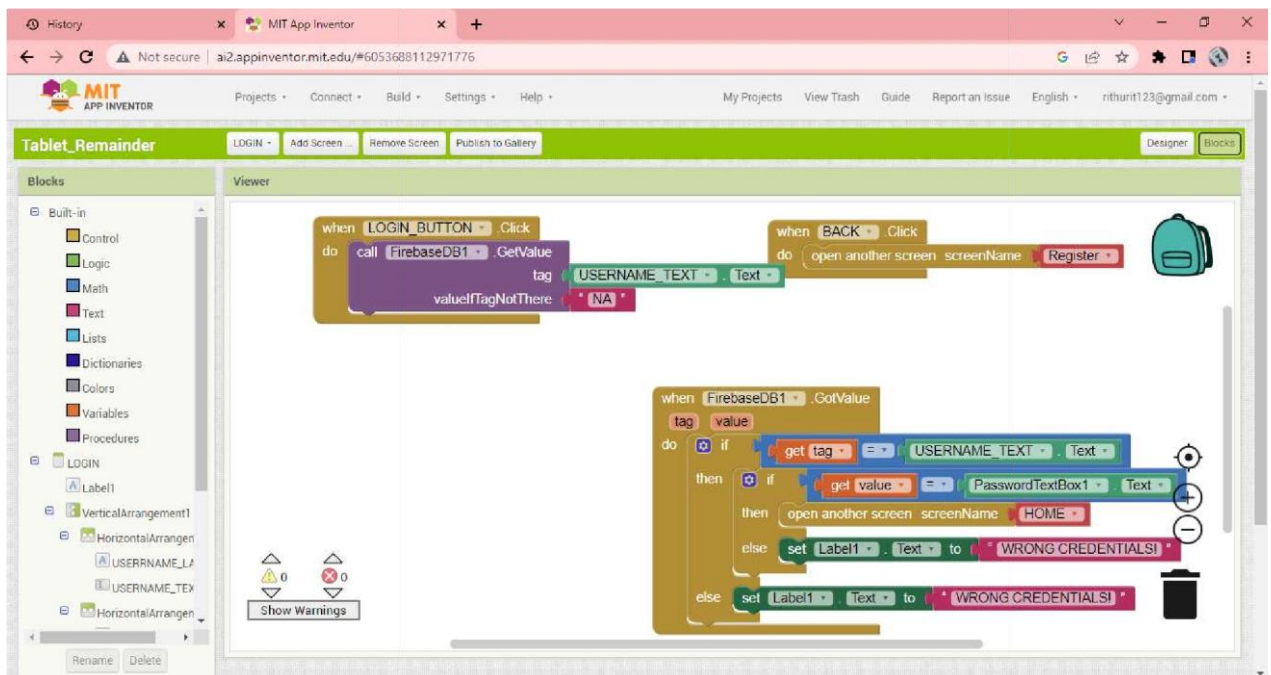 History
MIT App Inventor
Not secure
ai2.appinventor.mit.edu/#6053688112971776
MIT
APP INVENTOR
Projects
Connect
Build
Settings
Help
My Projects
View Trash
Guide
Report an Issue
English
rithurit123@gmail.com
Tablet_Remainder
LOGIN
Add Screen ...
Remove Screen
Publish to Gallery
Designer
Blocks
Blocks
Viewer
Built-in
Control
Logic
Math
Text
Lists
Dictionaries
Colors
Variables
Procedures
LOGIN
Label1
VerticalArrangement1
HorizontalArrangen
USERRNAME_LA
USERNAME_TEX
HorizontalArrangen
Rename
Delete
when LOGIN_BUTTON .Click
do call FirebaseDB1 .GetValue
tag USERNAME_TEXT . Text
valueIfTagNotThere " NA "
when BACK .Click
do open another screen screenName Register
when FirebaseDB1 .GotValue
tag value
do if get tag = USERNAME_TEXT . Text
then if get value = PasswordTextBox1 . Text
then open another screen screenName HOME
else set Label1 . Text to " WRONG CREDENTIALS! "
else set Label1 . Text to " WRONG CREDENTIALS! "
0
0
Show Warnings